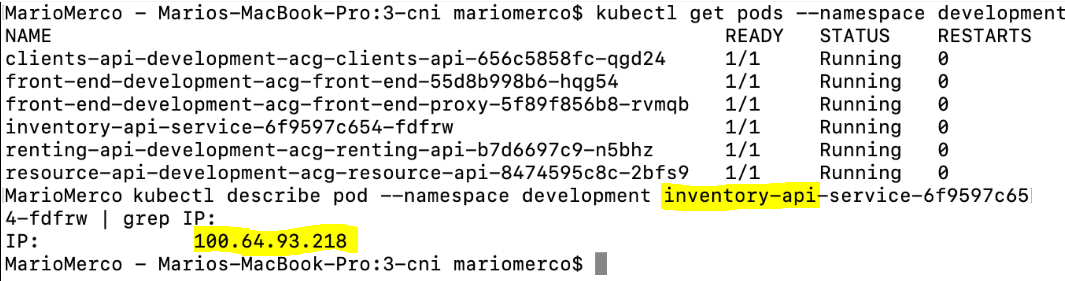 MarioMerco - Marios-MacBook-Pro:3-cni mariomerco$ kubectl get pods --namespace development
NAME READY STATUS RESTARTS
clients-api-development-acg-clients-api-656c5858fc-qgd24 1/1 Running 0
front-end-development-acg-front-end-55d8b998b6-hqg54 1/1 Running 0
front-end-development-acg-front-end-proxy-5f89f856b8-rvmqb 1/1 Running 0
inventory-api-service-6f9597c654-fdfrw 1/1 Running 0
renting-api-development-acg-renting-api-b7d6697c9-n5bhz 1/1 Running 0
resource-api-development-acg-resource-api-8474595c8c-2bfs9 1/1 Running 0
MarioMerco kubectl describe pod --namespace development inventory-api-service-6f9597c65
4-fdfrw | grep IP:
IP: 100.64.93.218
MarioMerco - Marios-MacBook-Pro:3-cni mariomerco$